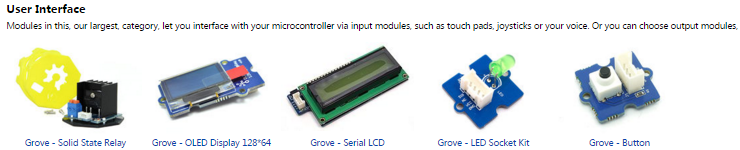 User Interface
Modules in this, our largest, category, let you interface with your microcontroller via input modules, such as touch pads, joysticks or your voice. Or you can choose output modules,
Grove - Solid State Relay
Grove - OLED Display 128*64
Grove - Serial LCD
Grove - LED Socket Kit
Grove - Button